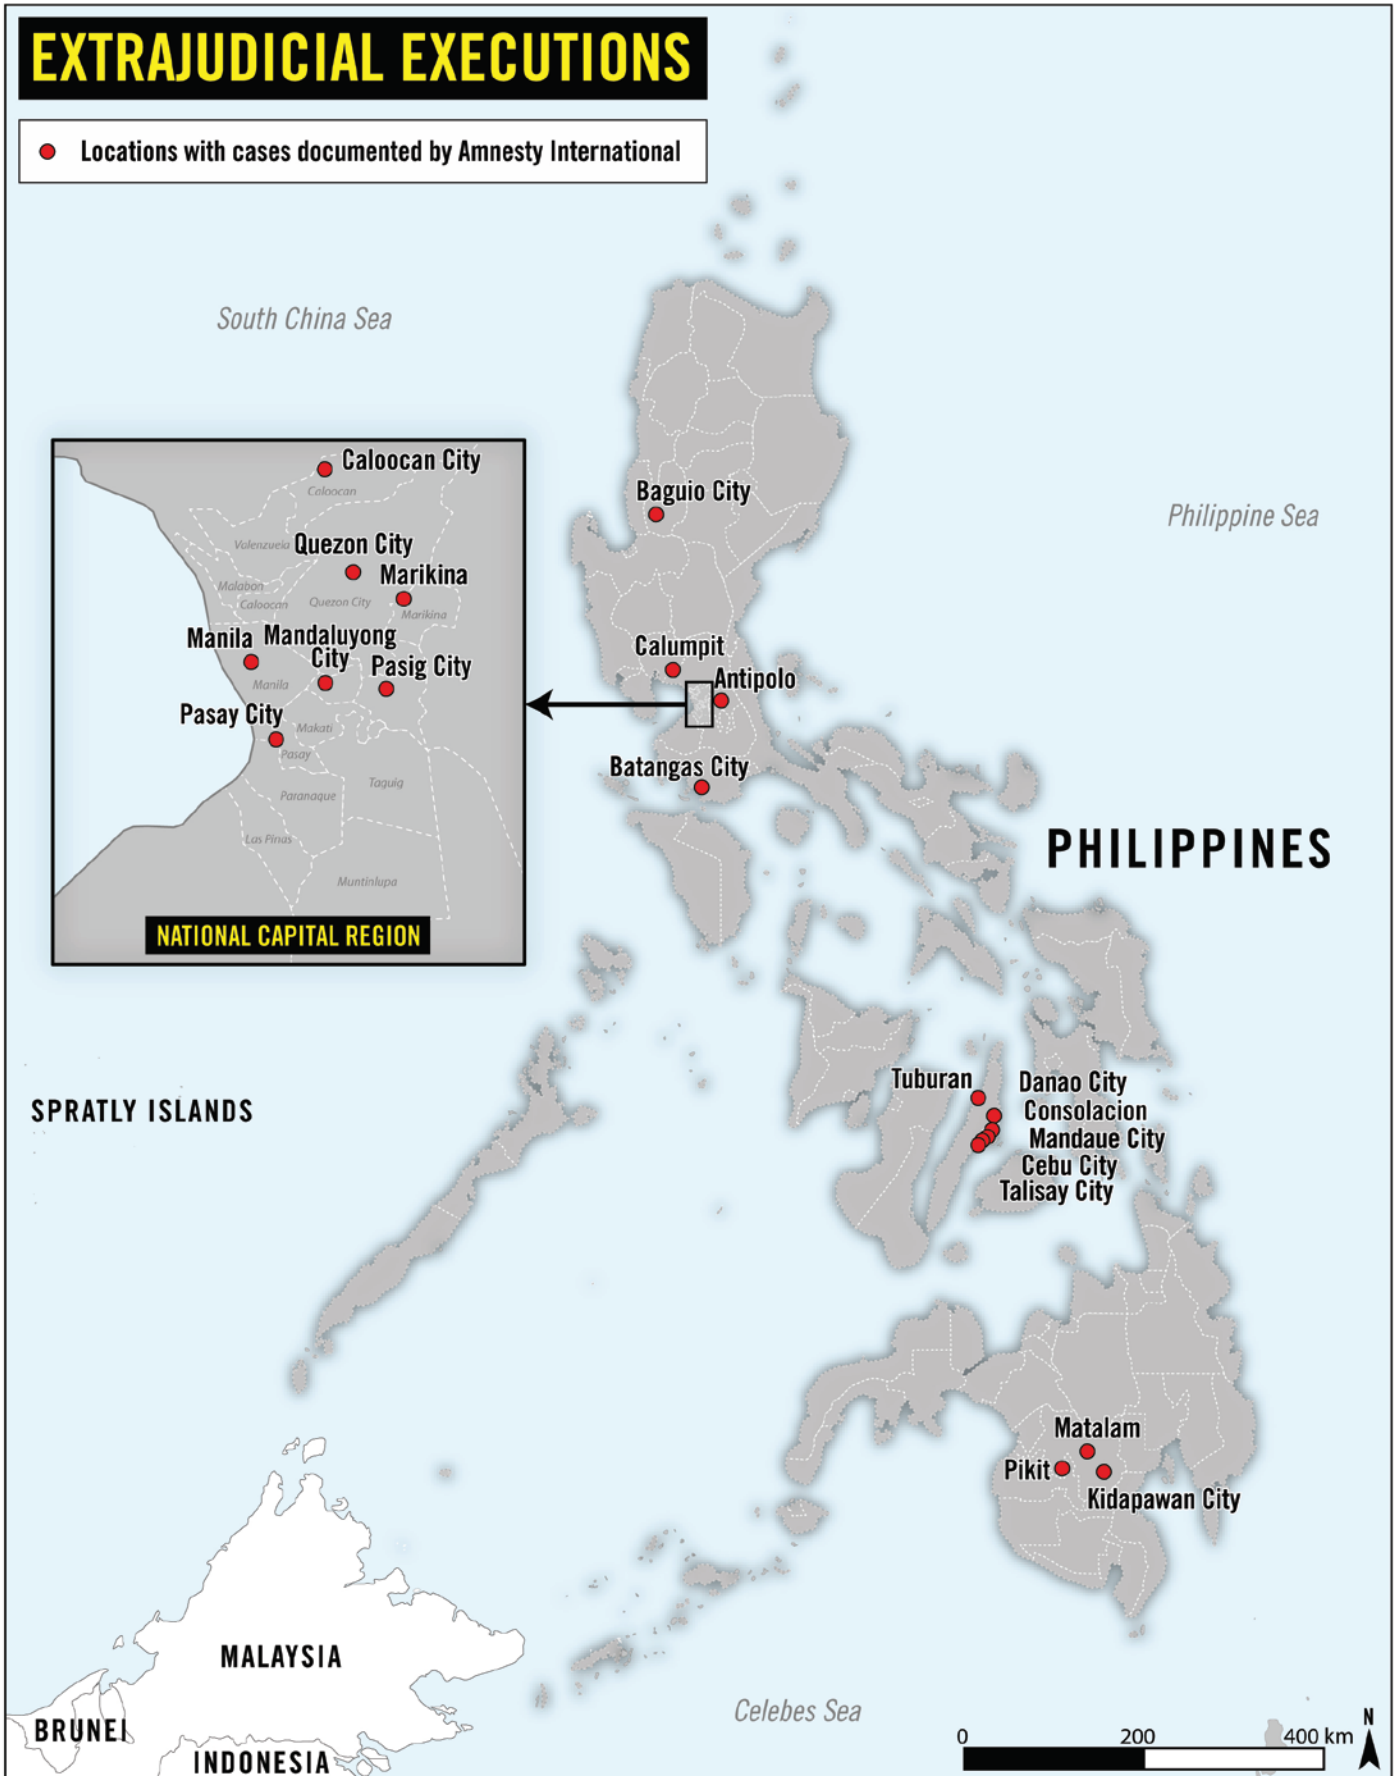 EXTRAJUDICIAL EXECUTIONS
Locations with cases documented by Amnesty International
South China Sea
Philippine Sea
Baguio City
Calumpit
Antipolo
Batangas City
Caloocan City
Caloocan
Valenzuela
Quezon City
Marikina
Malabon
Caloocan
Quezon City
Marikina
Manila
Mandaluyong
City
Pasig City
Manila
Pasay City
Makati
Pasay
Taguig
Paranaque
Las Pinas
Muntinlupa
NATIONAL CAPITAL REGION
PHILIPPINES
SPRATLY ISLANDS
Tuburan
Danao City
Consolacion
Mandaue City
Cebu City
Talisay City
Matalam
Pikit
Kidapawan City
MALAYSIA
BRUNEI
INDONESIA
Celebes Sea
N
0 200 400 km